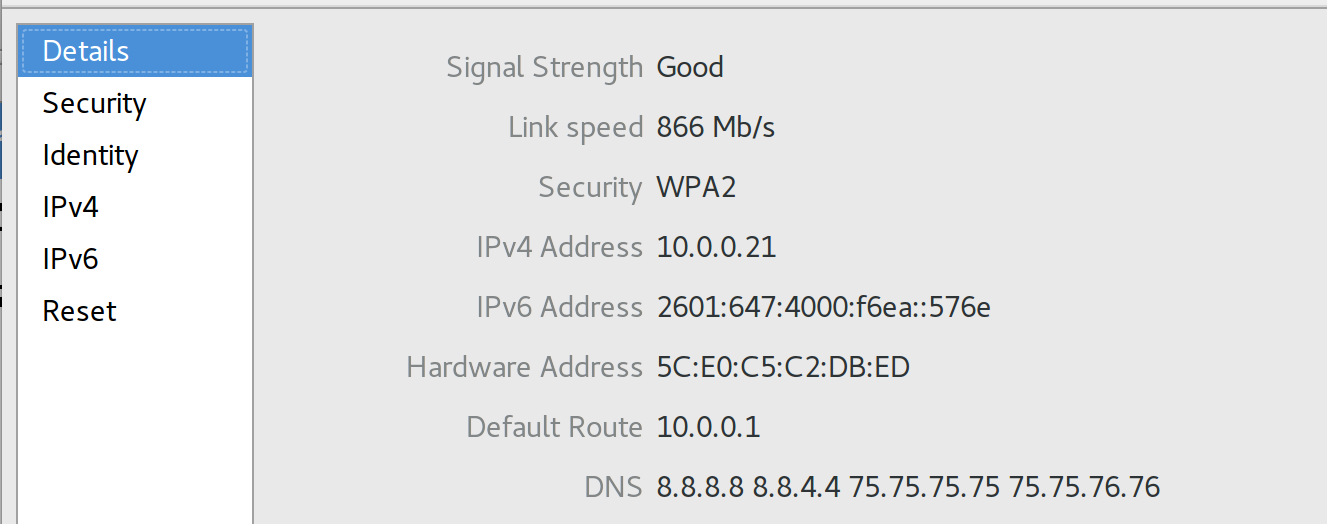 Details
Security
Identity
IPv4
IPv6
Reset
Signal Strength Good
Link speed 866 Mb/s
Security WPA2
IPv4 Address 10.0.0.21
IPv6 Address 2601:647:4000:f6ea::576e
Hardware Address 5C:E0:C5:C2:DB:ED
Default Route 10.0.0.1
DNS 8.8.8.8 8.8.4.4 75.75.75.75 75.75.76.76